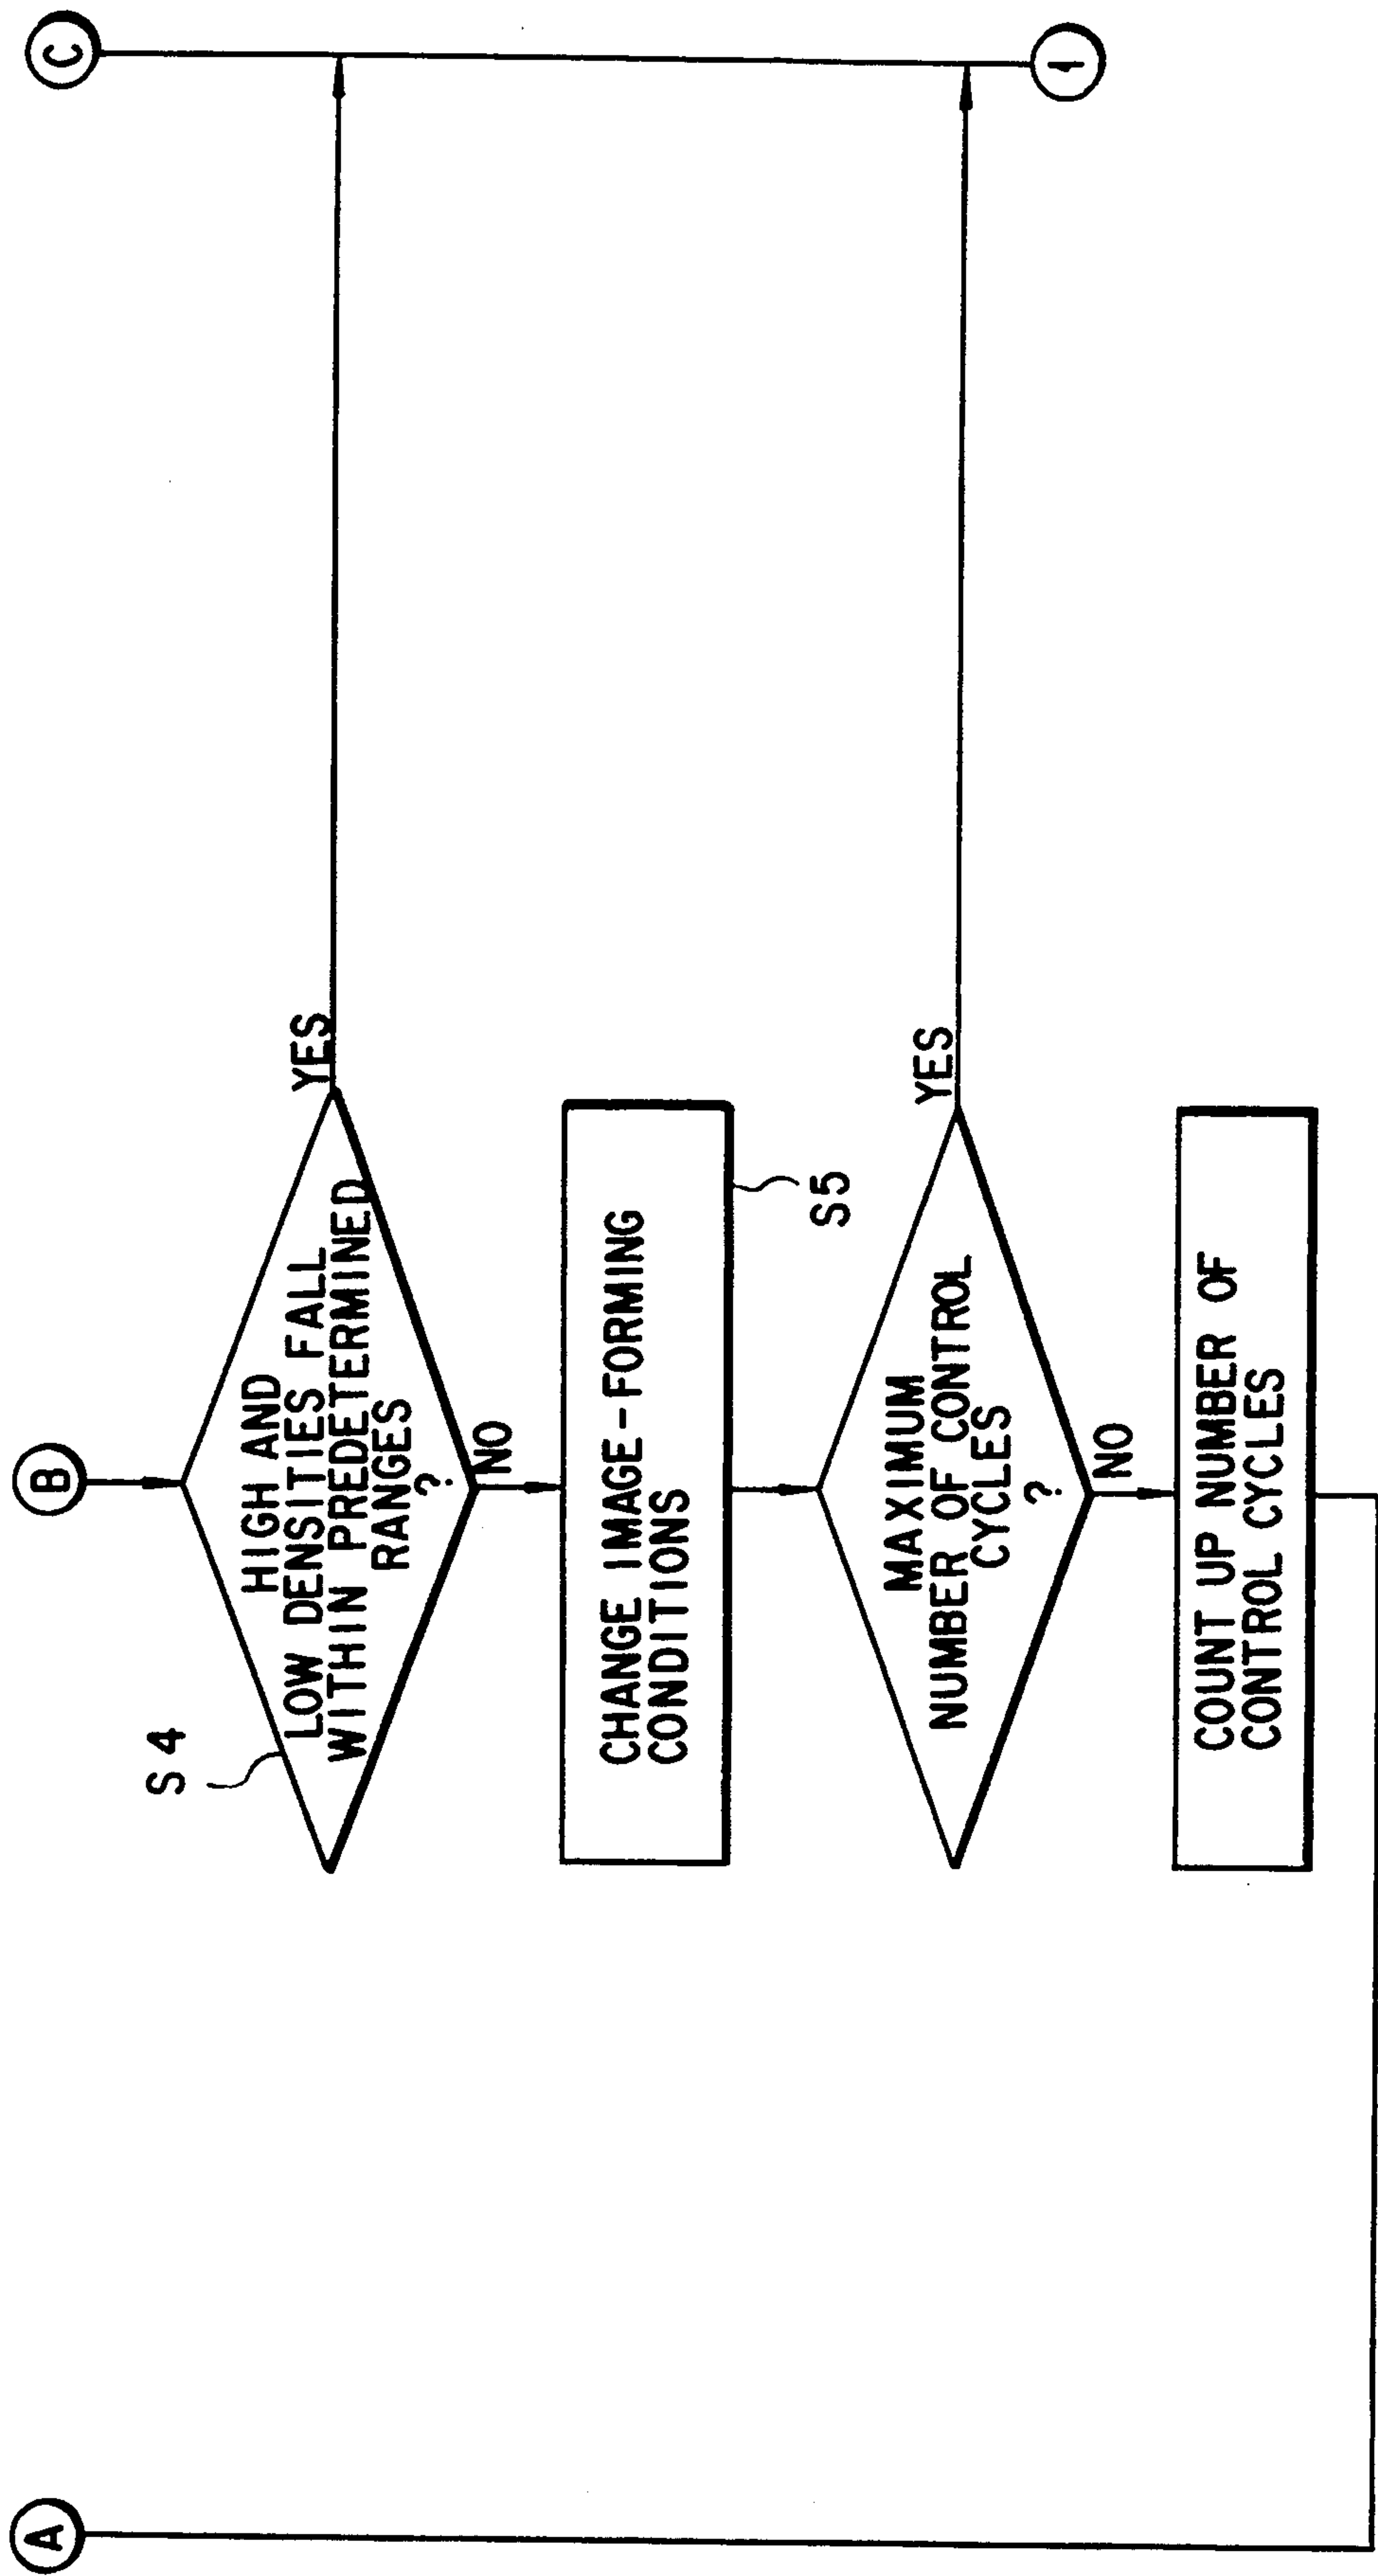 A
B
C
S4
HIGH AND
LOW DENSITIES FALL
WITHIN PREDETERMINED
RANGES
?
YES
NO
CHANGE IMAGE-FORMING
CONDITIONS
S5
MAXIMUM
NUMBER OF CONTROL
CYCLES
?
YES
NO
COUNT UP NUMBER OF
CONTROL CYCLES
1